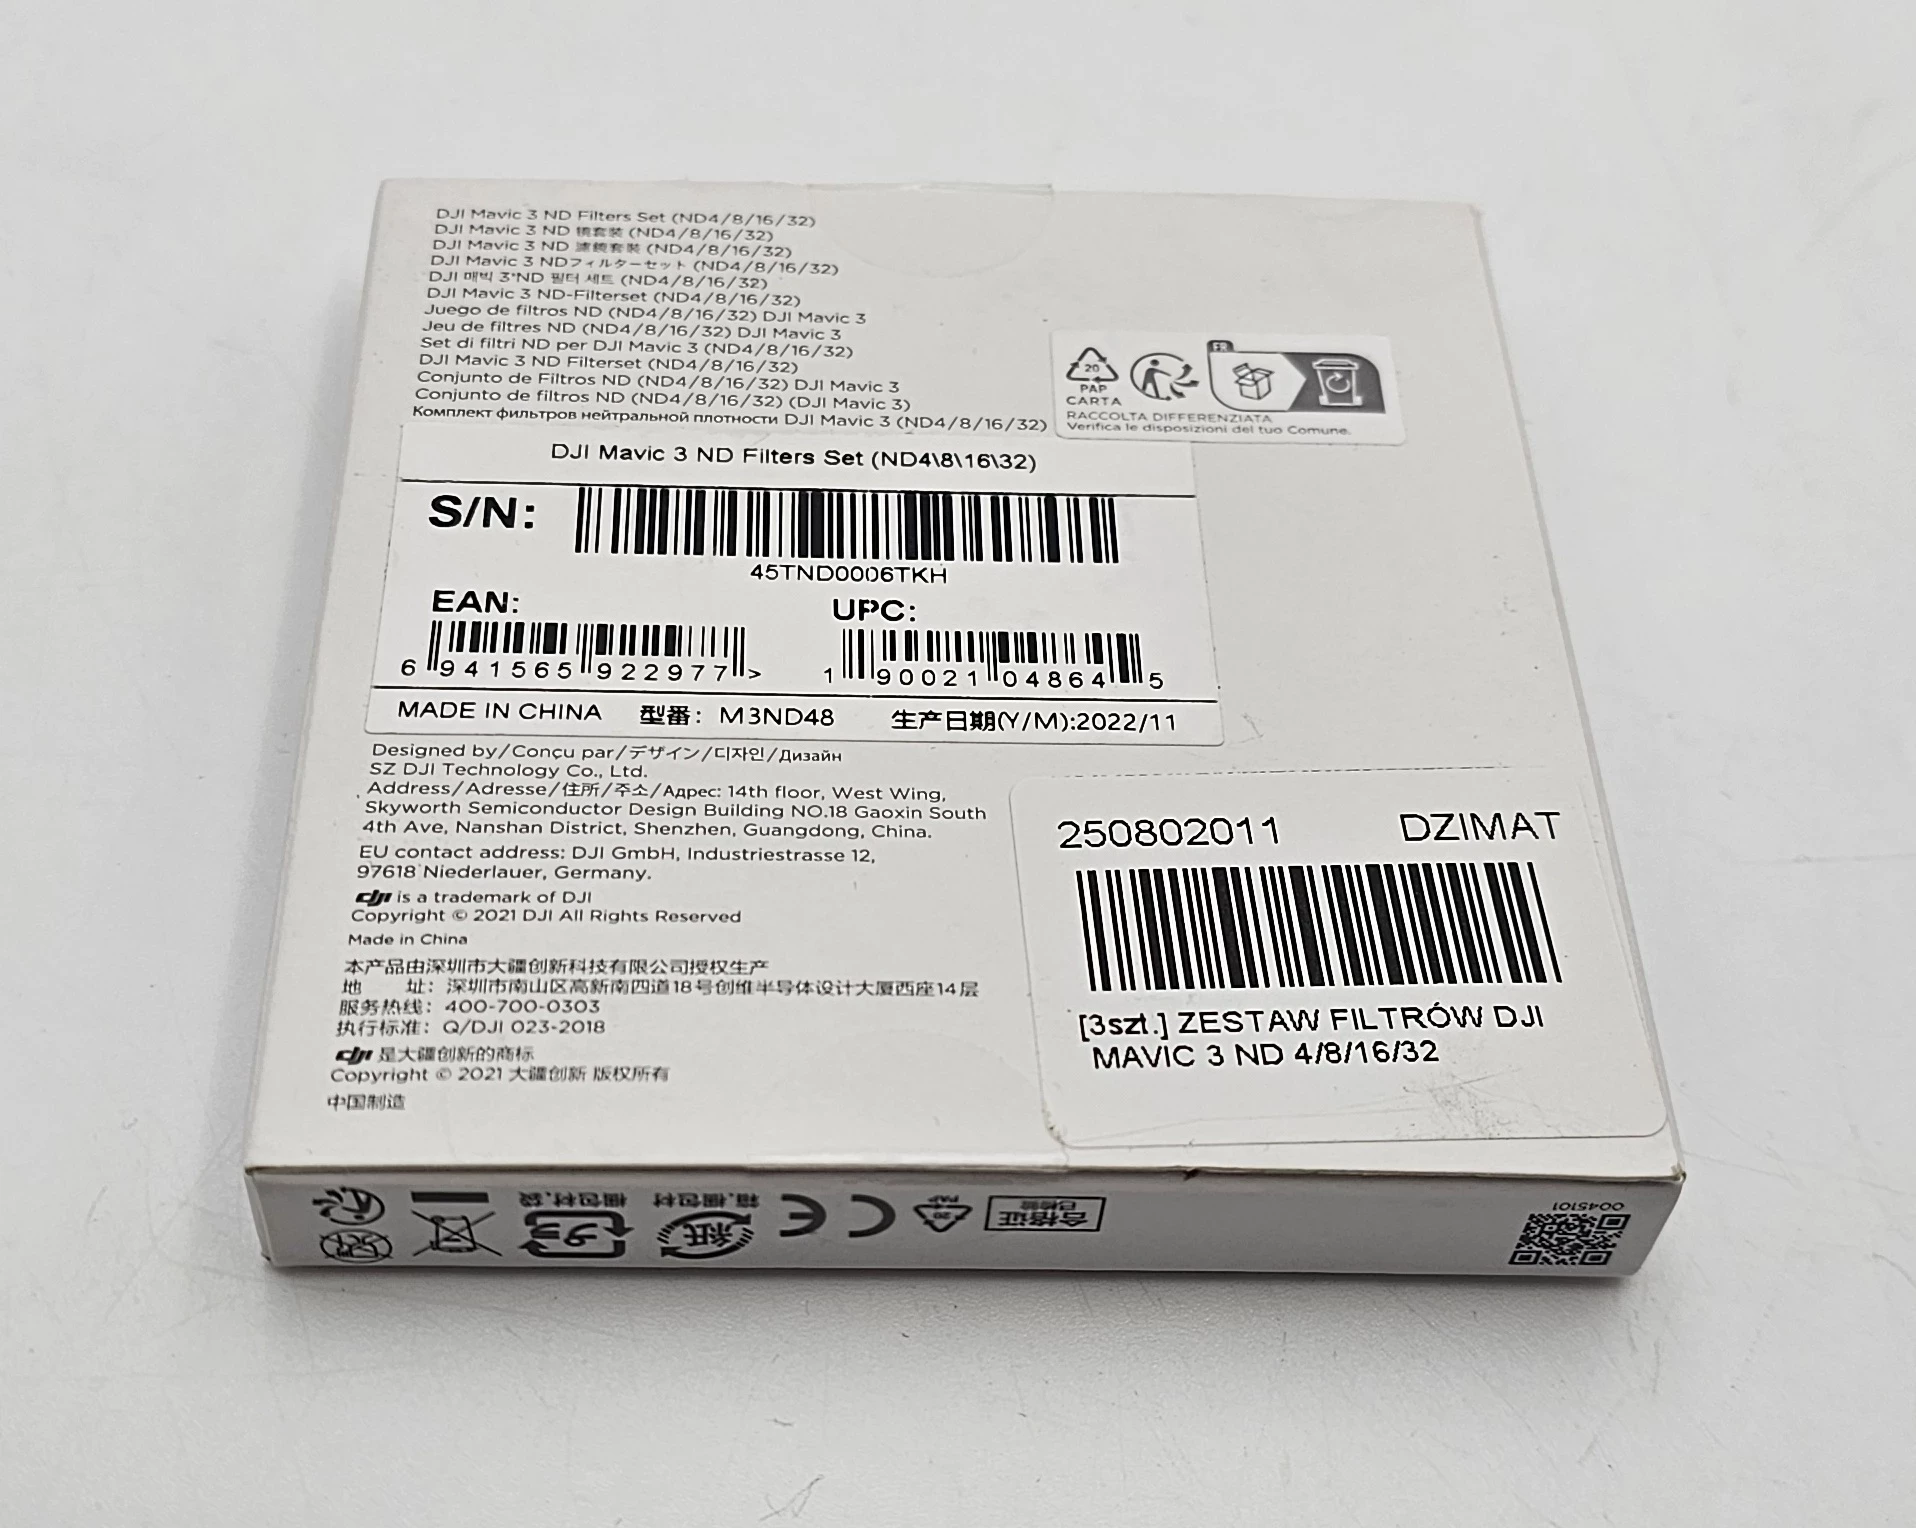 DJI Mavic 3 ND Filters Set (ND4/8/16/32)
DJI Mavic 3 ND 镜套装 (ND4/8/16/32)
DJI Mavic 3 ND 濾鏡套裝 (ND4/8/16/32)
DJI Mavic 3 NDフィルターセット (ND4/8/16/32)
DJI 매빅 3 ND 필터 세트 (ND4/8/16/32)
DJI Mavic 3 ND-Filterset (ND4/8/16/32)
Juego de filtros ND (ND4/8/16/32) DJI Mavic 3
Jeu de filtres ND (ND4/8/16/32) DJI Mavic 3
Set di filtri ND per DJI Mavic 3 (ND4/8/16/32)
DJI Mavic 3 ND Filterset (ND4/8/16/32)
Conjunto de Filtros ND (ND4/8/16/32) DJI Mavic 3
Conjunto de filtros ND (ND4/8/16/32) (DJI Mavic 3)
Комплект фильтров нейтральной плотности DJI Mavic 3 (ND4/8/16/32)
20
PAP
CARTA
FR
RACCOLTA DIFFERENZIATA
Verifica le disposizioni del tuo Comune.
DJI Mavic 3 ND Filters Set (ND4\8\16\32)
S/N:
45TND0006TKH
EAN:
6 941565 922977 >
UPC:
1 90021 04864 5
MADE IN CHINA 型番: M3ND48 生产日期(Y/M):2022/11
Designed by/Conçu par/デザイン/디자인/Дизайн
SZ DJI Technology Co., Ltd.
Address/Adresse/住所/주소/Адрес: 14th floor, West Wing,
Skyworth Semiconductor Design Building NO.18 Gaoxin South
4th Ave, Nanshan District, Shenzhen, Guangdong, China.
EU contact address: DJI GmbH, Industriestrasse 12,
97618 Niederlauer, Germany.
dji is a trademark of DJI
Copyright © 2021 DJI All Rights Reserved
Made in China
本产品由深圳市大疆创新科技有限公司授权生产
地 址: 深圳市南山区高新南四道18号创维半导体设计大厦西座14层
服务热线: 400-700-0303
执行标准: Q/DJI 023-2018
dji 是大疆创新的商标
Copyright © 2021 大疆创新 版权所有
中国制造
250802011 DZIMAT
[3szt.] ZESTAW FILTRÓW DJI
MAVIC 3 ND 4/8/16/32
袋,梱包材 箱,梱包材
プラ 紙 CE
20
PAP
合格证
已检验
0045101